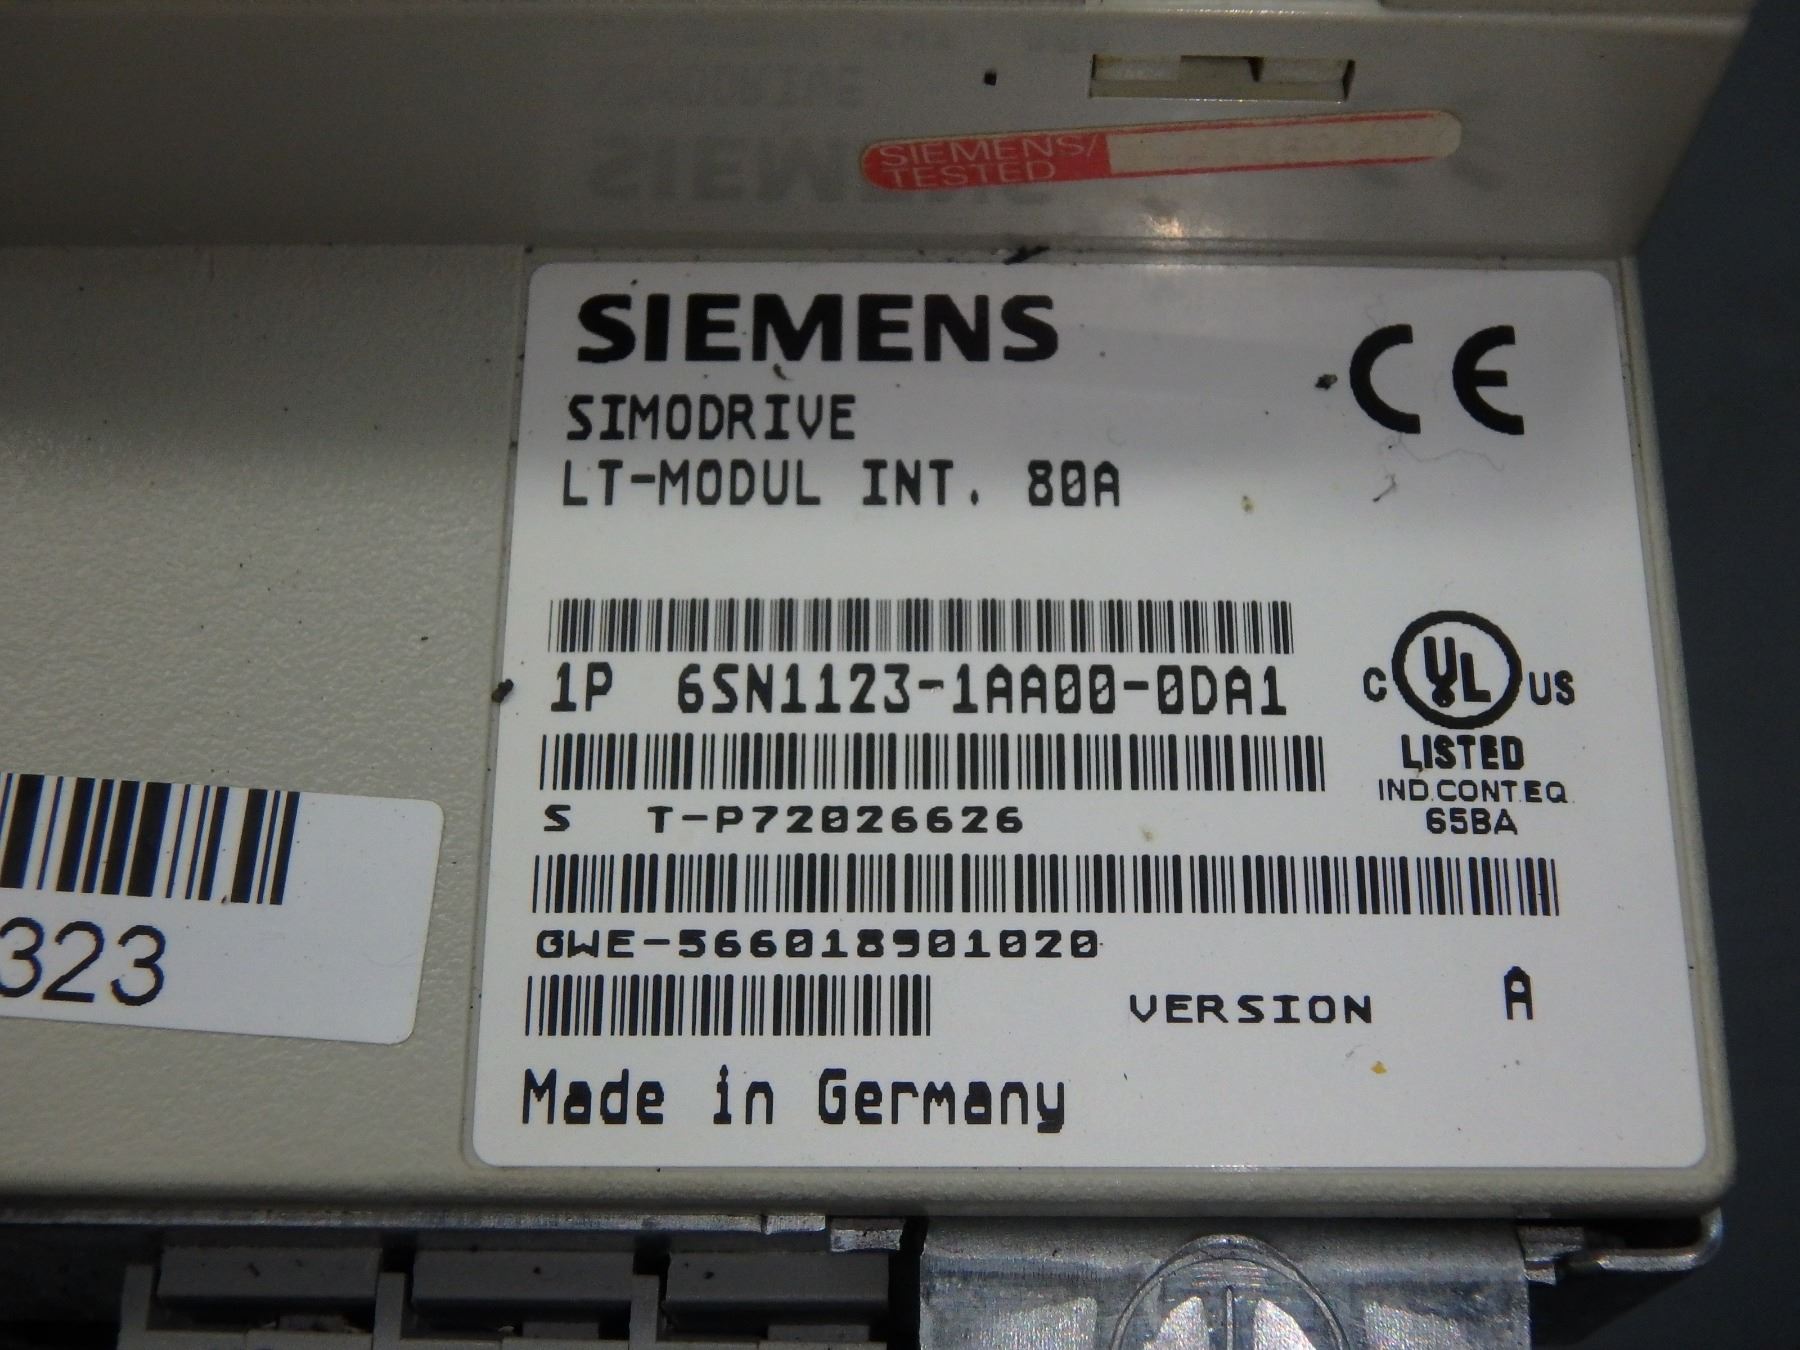 SIEMENS/
TESTED
SIEMENS
CE
SIMODRIVE
LT-MODUL INT. 80A
1P 6SN1123-1AA00-0DA1
C UL US
LISTED
IND.CONT.EQ.
65BA
S T-P72026626
GWE-566018901020
323
VERSION A
Made in Germany